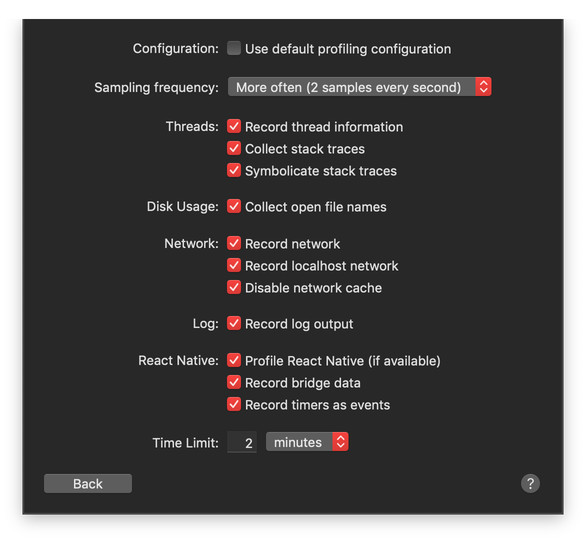 Configuration: Use default profiling configuration
Sampling frequency: More often (2 samples every second)
Threads: Record thread information
Collect stack traces
Symbolicate stack traces
Disk Usage: Collect open file names
Network: Record network
Record localhost network
Disable network cache
Log: Record log output
React Native: Profile React Native (if available)
Record bridge data
Record timers as events
Time Limit: 2 minutes
Back ?